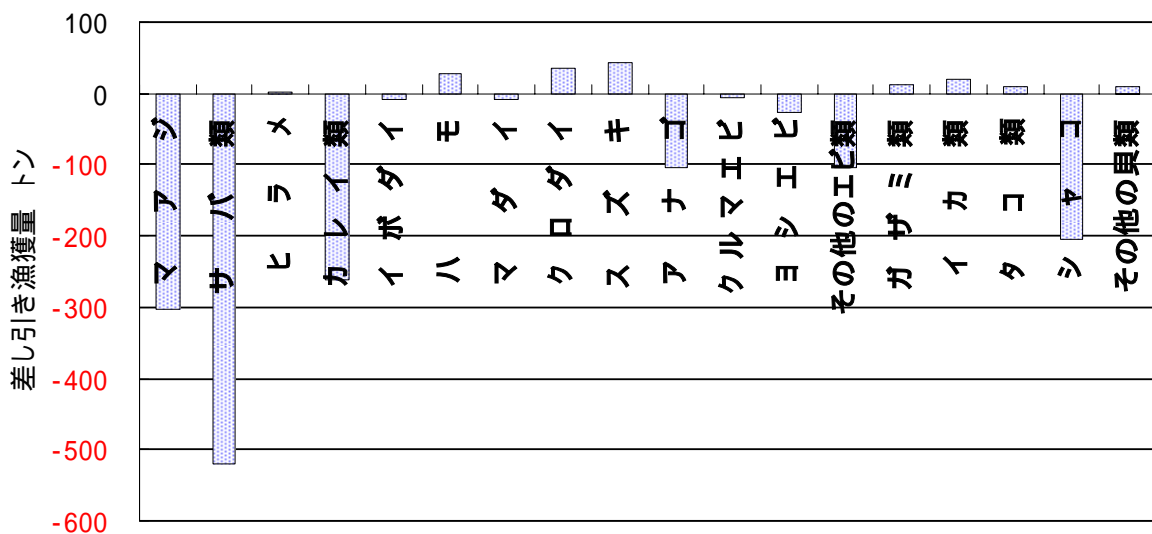 差し引き漁獲量 トン
100
0
-100
-200
-300
-400
-500
-600
マアジ
サバ類
ヒラメ
カレイ類
イボダイ
ハモ
マダイ
クロダイ
スズキ
アナゴ
クルマエビ
ヨシエビ
その他のエビ類
ガザミ類
イカ類
タコ類
シャコ
その他の貝類